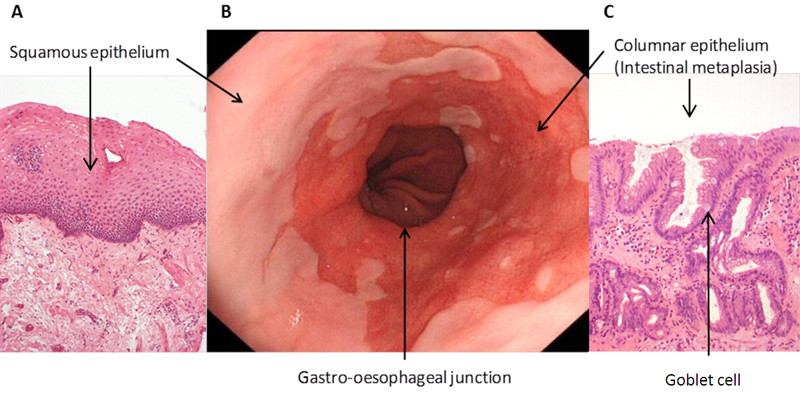 A
B
C
Squamous epithelium
Columnar epithelium
(Intestinal metaplasia)
Gastro-oesophageal junction
Goblet cell